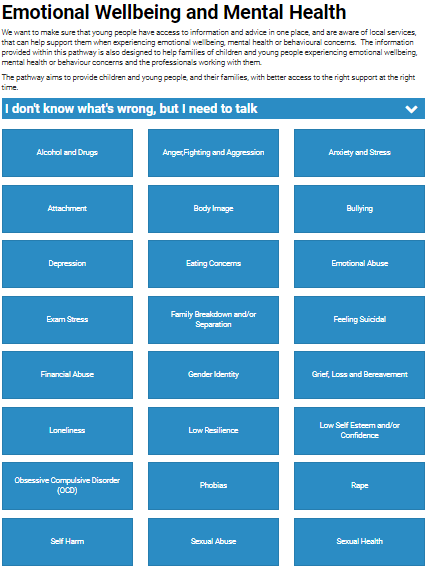 Emotional Wellbeing and Mental Health
We want to make sure that young people have access to information and advice in one place, and are aware of local services,
that can help support them when experiencing emotional wellbeing, mental health or behavioural concerns.  The information
provided within this pathway is also designed to help families of children and young people experiencing emotional wellbeing,
mental health or behaviour concerns and the professionals working with them.
The pathway aims to provide children and young people, and their families, with better access to the right support at the right
time.
I don't know what's wrong, but I need to talk
Alcohol and Drugs
Anger,Fighting and Aggression
Anxiety and Stress
Attachment
Body Image
Bullying
Depression
Eating Concerns
Emotional Abuse
Exam Stress
Family Breakdown and/or
Separation
Feeling Suicidal
Financial Abuse
Gender Identity
Grief, Loss and Bereavement
Loneliness
Low Resilience
Low Self Esteem and/or
Confidence
Obsessive Compulsive Disorder
(OCD)
Phobias
Rape
Self Harm
Sexual Abuse
Sexual Health